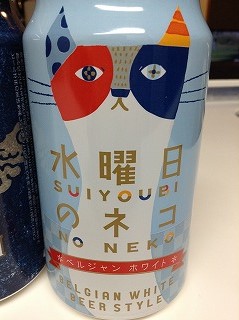 水曜日
SUIYOUBI
のネコ
NO NEKO
*ベルジャン ホワイト*
BELGIAN WHITE
BEER STYLE